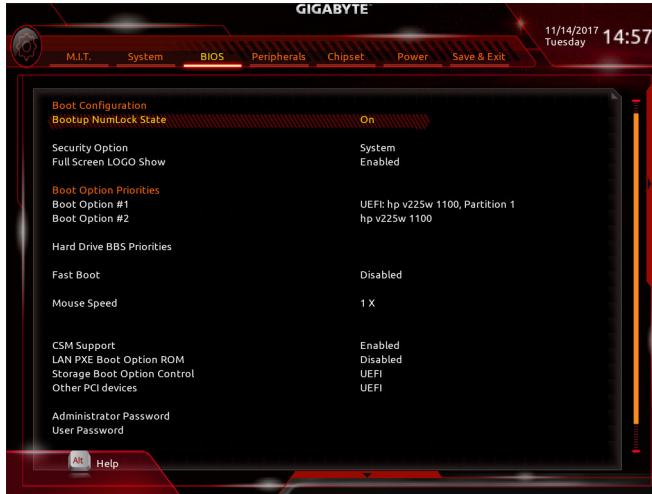 GIGABYTE™
11/14/2017 14:57
Tuesday
M.I.T. System BIOS Peripherals Chipset Power Save & Exit
Boot Configuration
Bootup NumLock State On
Security Option System
Full Screen LOGO Show Enabled
Boot Option Priorities
Boot Option #1 UEFI: hp v225w 1100, Partition 1
Boot Option #2 hp v225w 1100
Hard Drive BBS Priorities
Fast Boot Disabled
Mouse Speed 1 X
CSM Support Enabled
LAN PXE Boot Option ROM Disabled
Storage Boot Option Control UEFI
Other PCI devices UEFI
Administrator Password
User Password
Alt Help